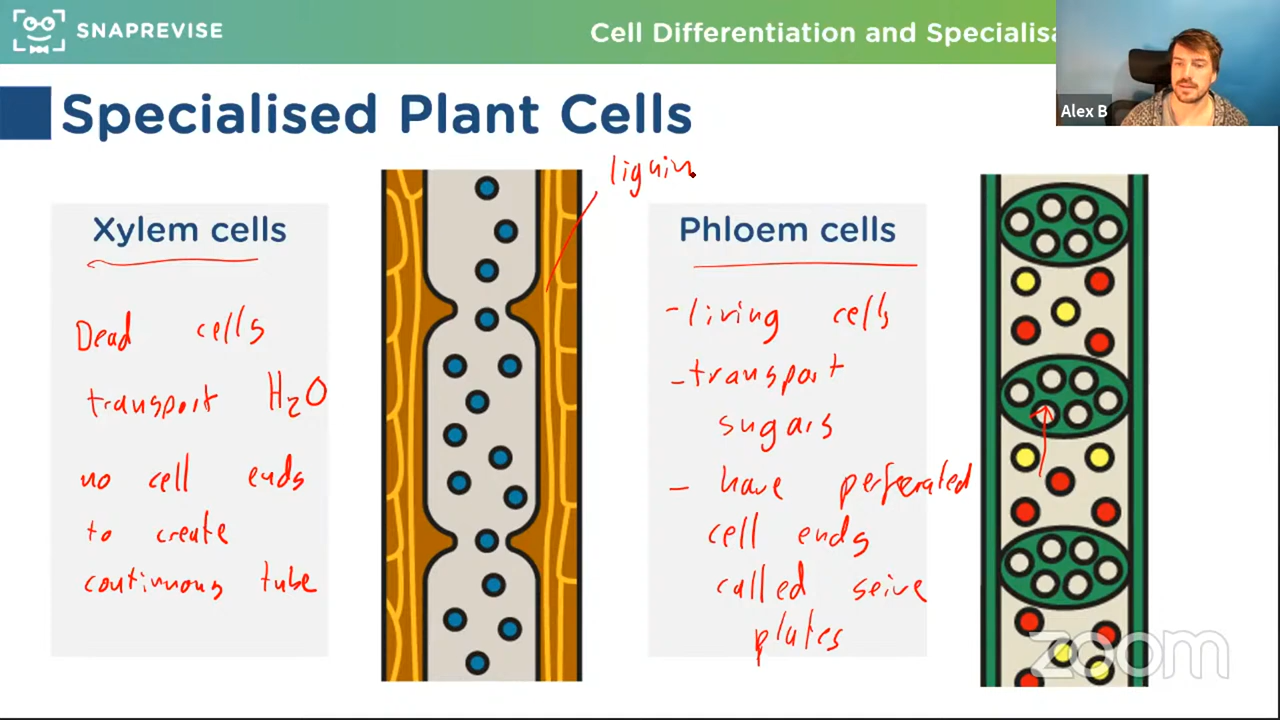 SNAPREVISE
Cell Differentiation and Specialisa
Alex B
Specialised Plant Cells
lignin
Xylem cells
Dead cells
transport H₂O
no cell ends
to create
continuous tube
Phloem cells
- living cells
- transport
sugars
- have perforated
cell ends
called seive
plates
zoom